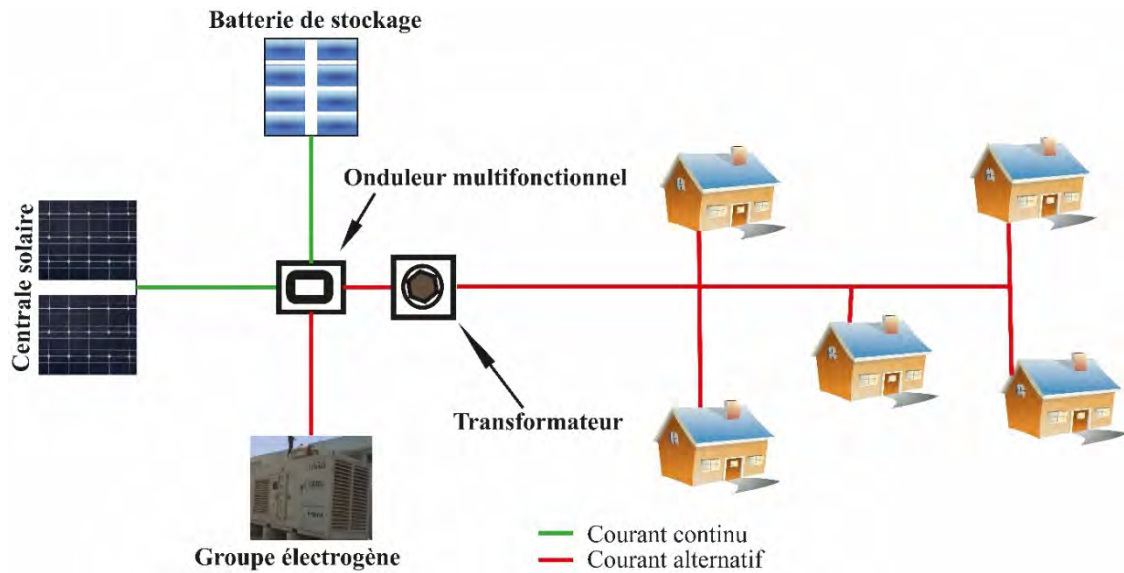 Batterie de stockage
Onduleur multifonctionnel
Centrale solaire
Transformateur
Groupe électrogène
Courant continu
Courant alternatif